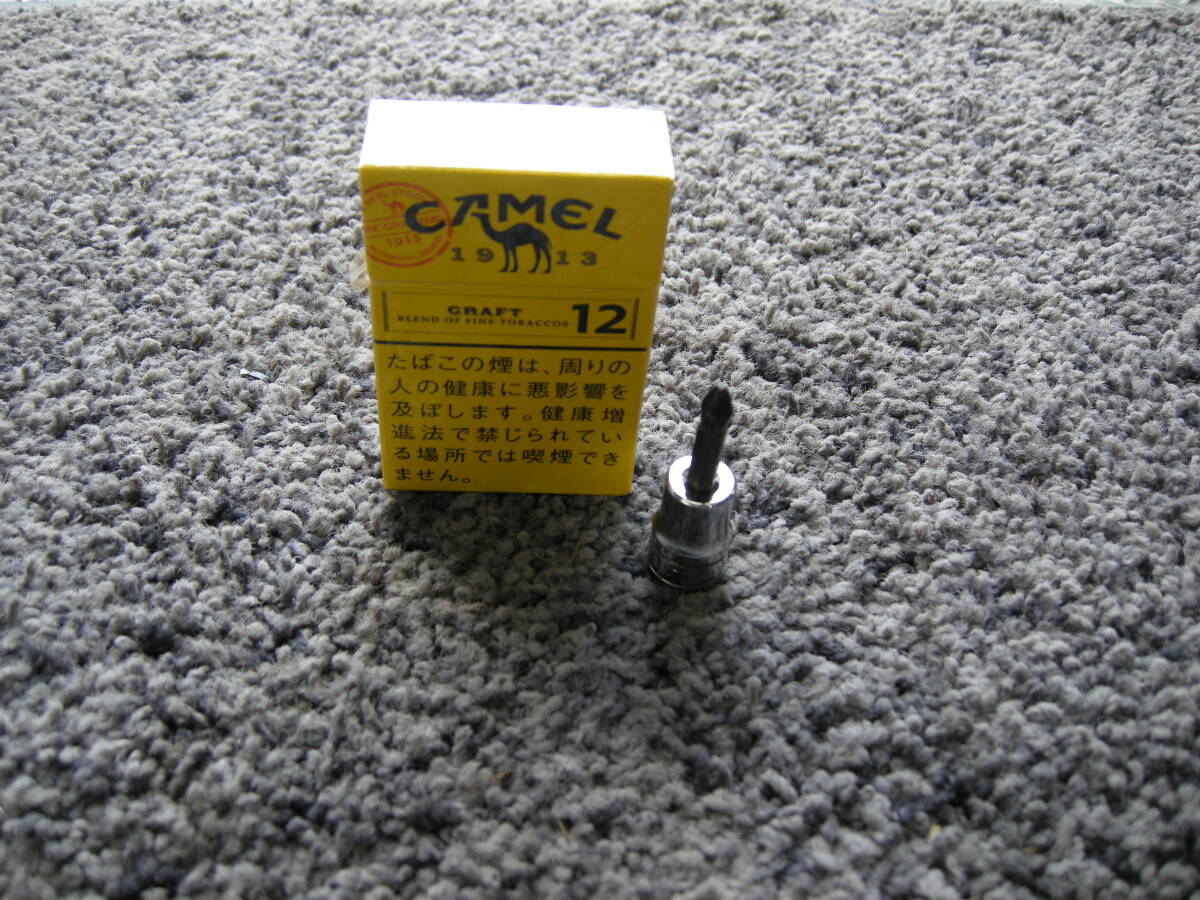 CAMEL
1913
1913
CRAFT
BLEND OF FINE TOBACCOS
12
たばこの煙は、周りの
人の健康に悪影響を
及ぼします。健康増
進法で禁じられてい
る場所では喫煙でき
ません。